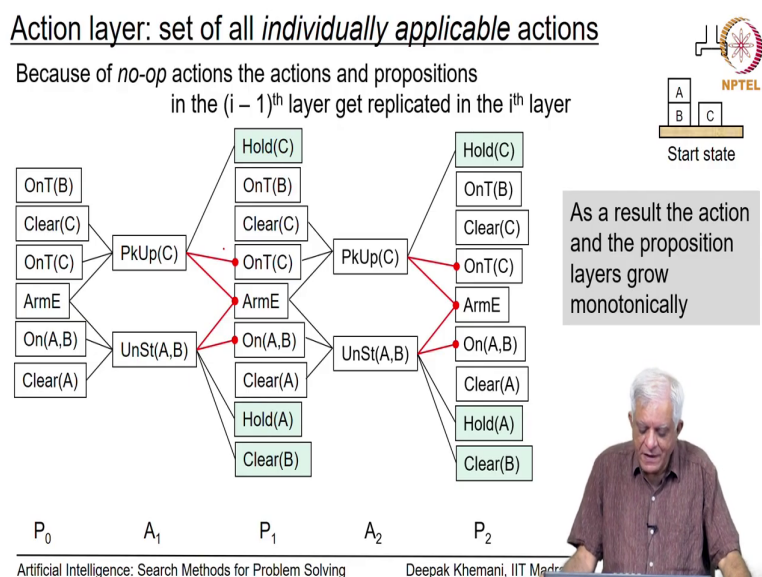 Action layer: set of all individually applicable actions
Because of no-op actions the actions and propositions
in the (i – 1)th layer get replicated in the ith layer
NPTEL
A
B
C
Start state
As a result the action
and the proposition
layers grow
monotonically
OnT(B)
Clear(C)
OnT(C)
ArmE
On(A,B)
Clear(A)
PkUp(C)
UnSt(A,B)
Hold(C)
OnT(B)
Clear(C)
OnT(C)
ArmE
On(A,B)
Clear(A)
Hold(A)
Clear(B)
PkUp(C)
UnSt(A,B)
Hold(C)
OnT(B)
Clear(C)
OnT(C)
ArmE
On(A,B)
Clear(A)
Hold(A)
Clear(B)
P0 A1 P1 A2 P2
Artificial Intelligence: Search Methods for Problem Solving Deepak Khemani, IIT